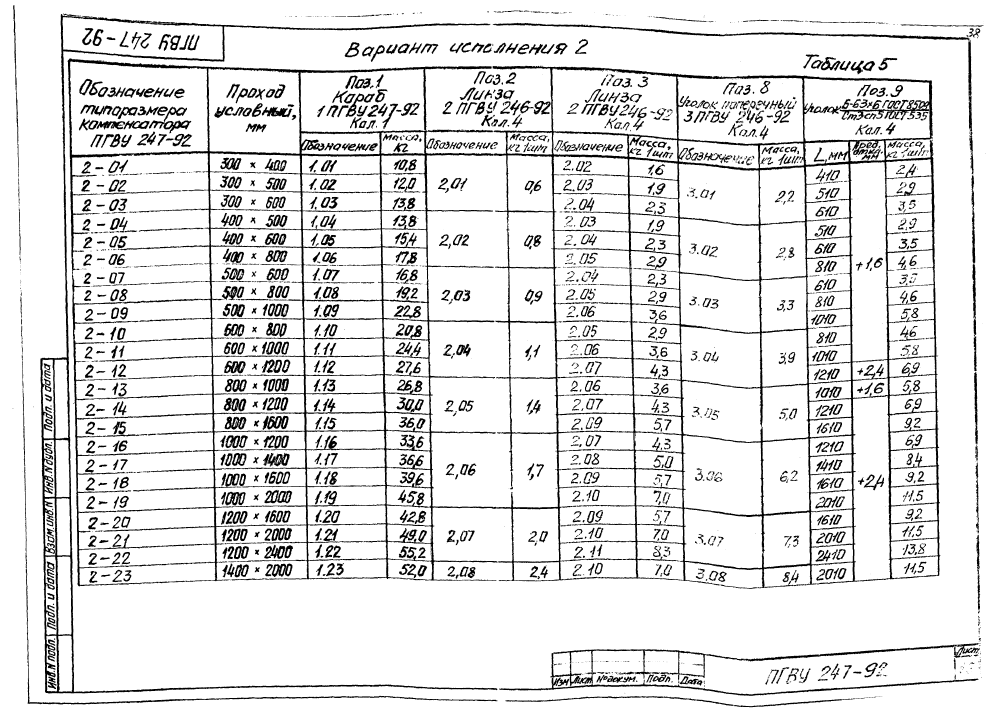 38
ПГВУ 247-92
Вариант исполнения 2
Таблица 5
Обозначение типоразмера компенсатора ПГВУ 247-92 | Проход условный, мм | Поз.1 Короб 1 ПГВУ 247-92 Кол. 1 | Поз.2 Линза 2 ПГВУ 246-92 Кол. 4 | Поз. 3 Линза 2 ПГВУ 246-92 Кол. 4 | Поз. 8 Уголок поперечный 3 ПГВУ 246-92 Кол. 4 | Поз. 9 Уголок Б-63×6 ГОСТ 8509 Ст3сп5 ГОСТ 535 Кол. 4
Обозначение | Масса, кг | Обозначение | Масса, кг 1шт | Обозначение | Масса, кг 1шт | Обозначение | Масса, кг 1шт | L, мм | Пред. откл. мм | Масса, кг 1шт
2-01 | 300 × 400 | 1.01 | 10,8 | 2,01 | 0,6 | 2.02 | 1,6 | 3.01 | 2,2 | 410 | +1,6 | 2,4
2-02 | 300 × 500 | 1.02 | 12,0 | 2.03 | 1,9 | 510 | 2,9
2-03 | 300 × 600 | 1.03 | 13,8 | 2.04 | 2,3 | 610 | 3,5
2-04 | 400 × 500 | 1,04 | 13,8 | 2,02 | 0,8 | 2.03 | 1,9 | 3.02 | 2,8 | 510 | 2,9
2-05 | 400 × 600 | 1.05 | 15,4 | 2.04 | 2,3 | 610 | 3,5
2-06 | 400 × 800 | 1.06 | 17,8 | 2.05 | 2,9 | 810 | 4,6
2-07 | 500 × 600 | 1.07 | 16,8 | 2,03 | 0,9 | 2.04 | 2,3 | 3.03 | 3,3 | 610 | 3,5
2-08 | 500 × 800 | 1.08 | 19,2 | 2.05 | 2,9 | 810 | 4,6
2-09 | 500 × 1000 | 1.09 | 22,8 | 2.06 | 3,6 | 1010 | 5,8
2-10 | 600 × 800 | 1.10 | 20,8 | 2,04 | 1,1 | 2.05 | 2,9 | 3.04 | 3,9 | 810 | 4,6
2-11 | 600 × 1000 | 1.11 | 24,4 | 2.06 | 3,6 | 1010 | 5,8
2-12 | 600 × 1200 | 1.12 | 27,6 | 2.07 | 4,3 | 1210 | +2,4 | 6,9
2-13 | 800 × 1000 | 1.13 | 26,8 | 2,05 | 1,4 | 2.06 | 3,6 | 3.05 | 5,0 | 1010 | +1,6 | 5,8
2-14 | 800 × 1200 | 1.14 | 30,0 | 2.07 | 4,3 | 1210 | +2,4 | 6,9
2-15 | 800 × 1600 | 1.15 | 36,0 | 2.09 | 5,7 | 1610 | 9,2
2-16 | 1000 × 1200 | 1.16 | 33,6 | 2,06 | 1,7 | 2.07 | 4,3 | 3.06 | 6,2 | 1210 | 6,9
2-17 | 1000 × 1400 | 1.17 | 36,6 | 2.08 | 5,0 | 1410 | 8,4
2-18 | 1000 × 1600 | 1.18 | 39,6 | 2.09 | 5,7 | 1610 | 9,2
2-19 | 1000 × 2000 | 1.19 | 45,8 | 2.10 | 7,0 | 2010 | 11,5
2-20 | 1200 × 1600 | 1.20 | 42,8 | 2,07 | 2,0 | 2.09 | 5,7 | 3.07 | 7,3 | 1610 | 9,2
2-21 | 1200 × 2000 | 1.21 | 49,0 | 2.10 | 7,0 | 2010 | 11,5
2-22 | 1200 × 2400 | 1.22 | 55,2 | 2.11 | 8,3 | 2410 | 13,8
2-23 | 1400 × 2000 | 1.23 | 52,0 | 2,08 | 2,4 | 2.10 | 7,0 | 3.08 | 8,4 | 2010 | 11,5
Инв.N подл. | Подп. и дата | Взам.инв.N | Инв.N дубл. | Подп. и дата
Изм | Лист | № докум. | Подп. | Дата
ПГВУ 247-92
Лист